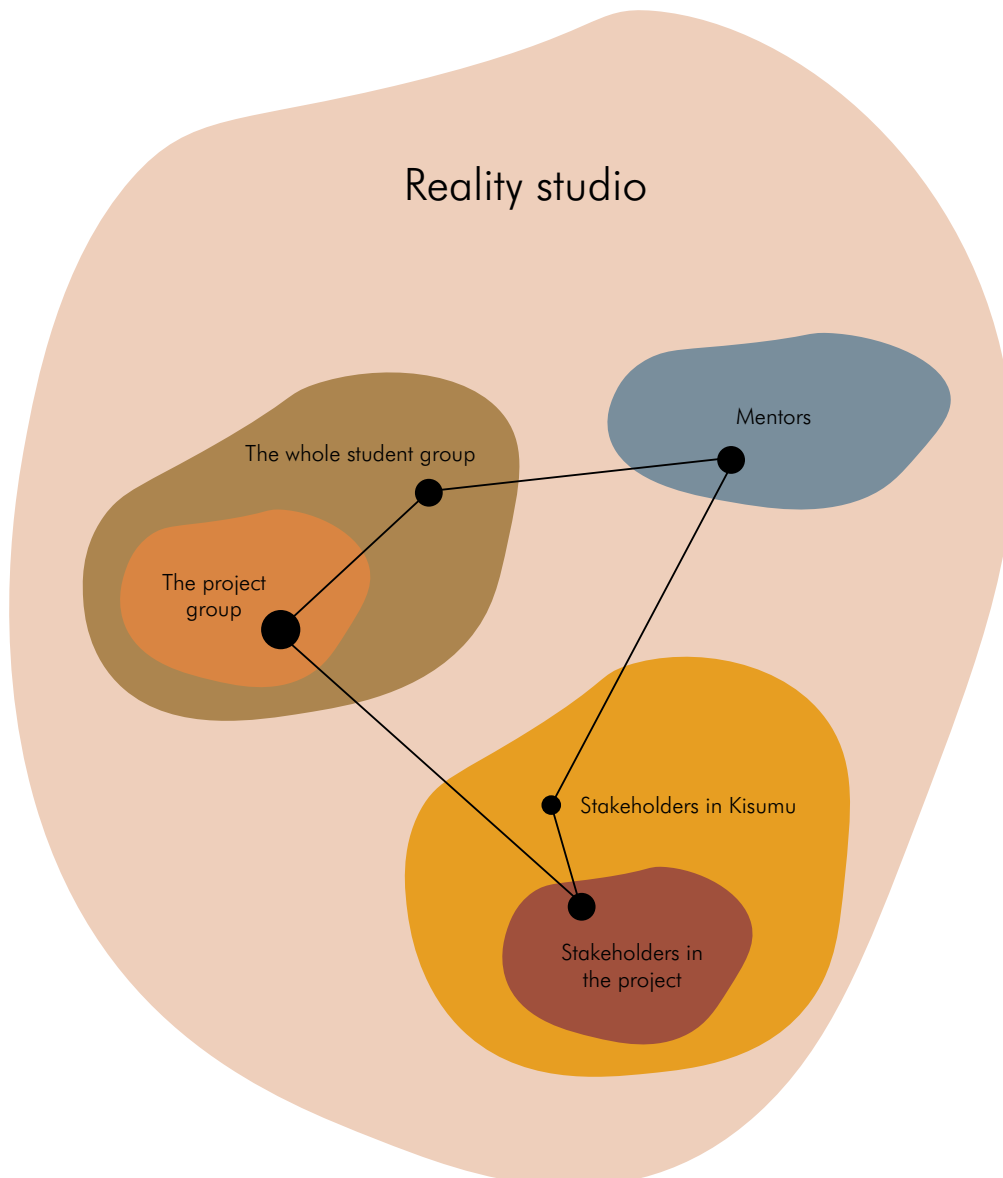 Reality studio
Mentors
The whole student group
The project
group
Stakeholders in Kisumu
Stakeholders in
the project